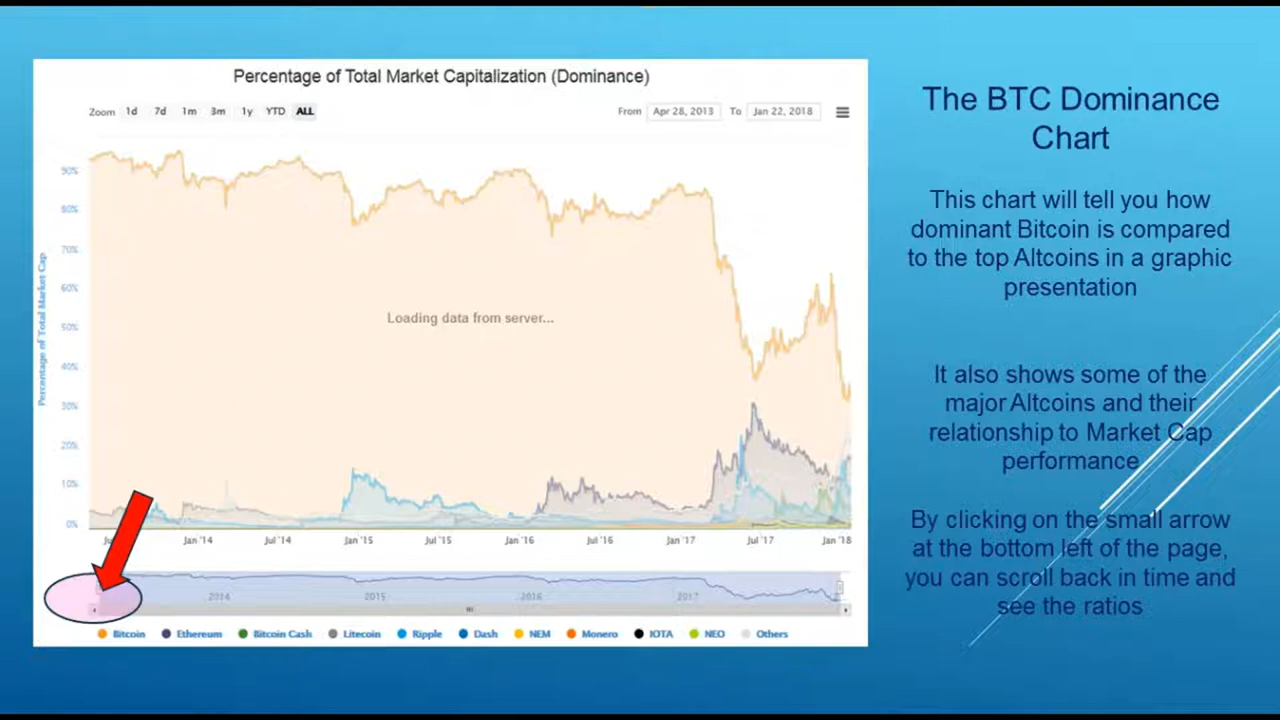 Percentage of Total Market Capitalization (Dominance)
Zoom 1d 7d 1m 3m 1y YTD ALL
From Apr 28, 2013 To Jan 22, 2018
90%
80%
70%
60%
50%
40%
30%
20%
10%
0%
Percentage of Total Market Cap
Loading data from server...
Jan '14 Jul '14 Jan '15 Jul '15 Jan '16 Jul '16 Jan '17 Jul '17 Jan '18
2014 2015 2016 2017
Bitcoin Ethereum Bitcoin Cash Litecoin Ripple Dash NEM Monero IOTA NEO Others
The BTC Dominance
Chart
This chart will tell you how
dominant Bitcoin is compared
to the top Altcoins in a graphic
presentation
It also shows some of the
major Altcoins and their
relationship to Market Cap
performance
By clicking on the small arrow
at the bottom left of the page,
you can scroll back in time and
see the ratios